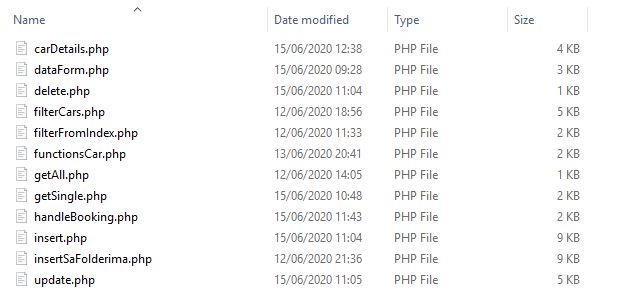 Name Date modified Type Size
carDetails.php 15/06/2020 12:38 PHP File 4 KB
dataForm.php 15/06/2020 09:28 PHP File 3 KB
delete.php 15/06/2020 11:04 PHP File 1 KB
filterCars.php 12/06/2020 18:56 PHP File 5 KB
filterFromIndex.php 12/06/2020 11:33 PHP File 2 KB
functionsCar.php 13/06/2020 20:41 PHP File 2 KB
getAll.php 12/06/2020 14:05 PHP File 1 KB
getSingle.php 15/06/2020 10:48 PHP File 2 KB
handleBooking.php 15/06/2020 11:43 PHP File 2 KB
insert.php 15/06/2020 11:04 PHP File 9 KB
insertSaFolderima.php 12/06/2020 21:36 PHP File 9 KB
update.php 15/06/2020 11:05 PHP File 5 KB